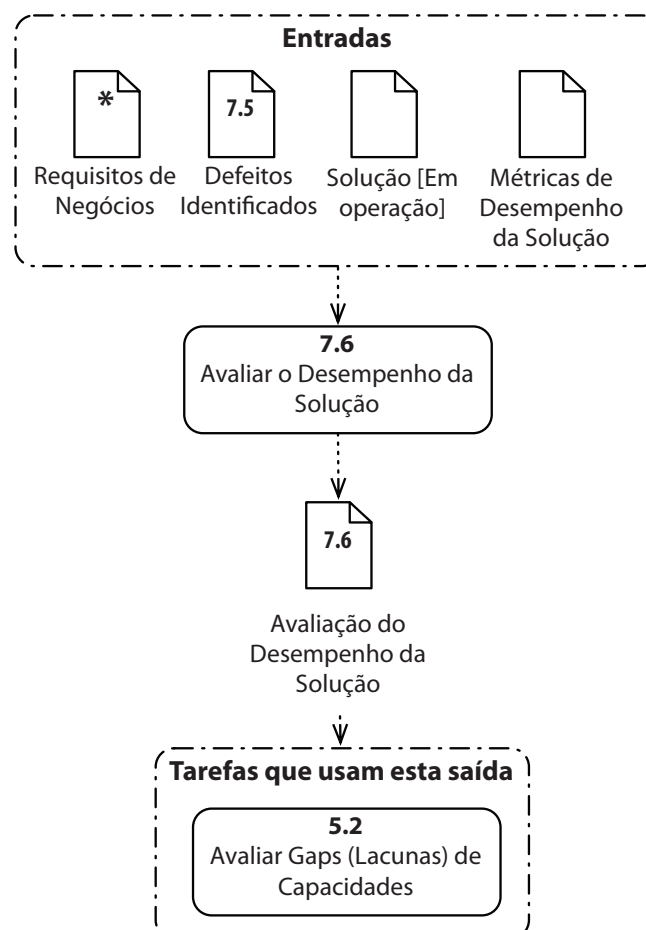 Entradas
*
7.5
Requisitos de
Negócios
Defeitos
Identificados
Solução [Em
operação]
Métricas de
Desempenho
da Solução
7.6
Avaliar o Desempenho da
Solução
7.6
Avaliação do
Desempenho da
Solução
Tarefas que usam esta saída
5.2
Avaliar Gaps (Lacunas) de
Capacidades